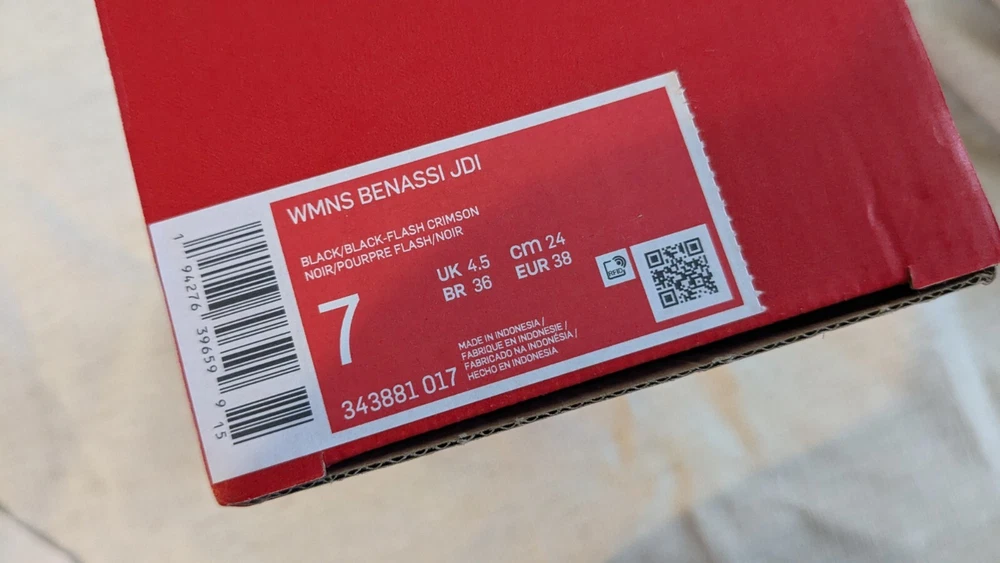 WMNS BENASSI JDI
BLACK/BLACK-FLASH CRIMSON
NOIR/POURPRE FLASH/NOIR
7
UK 4.5 cm 24
BR 36 EUR 38
RFID
MADE IN INDONESIA /
FABRIQUE EN INDONESIE /
FABRICADO NA INDONÉSIA /
HECHO EN INDONESIA
343881 017
1 94276 39659 9 15